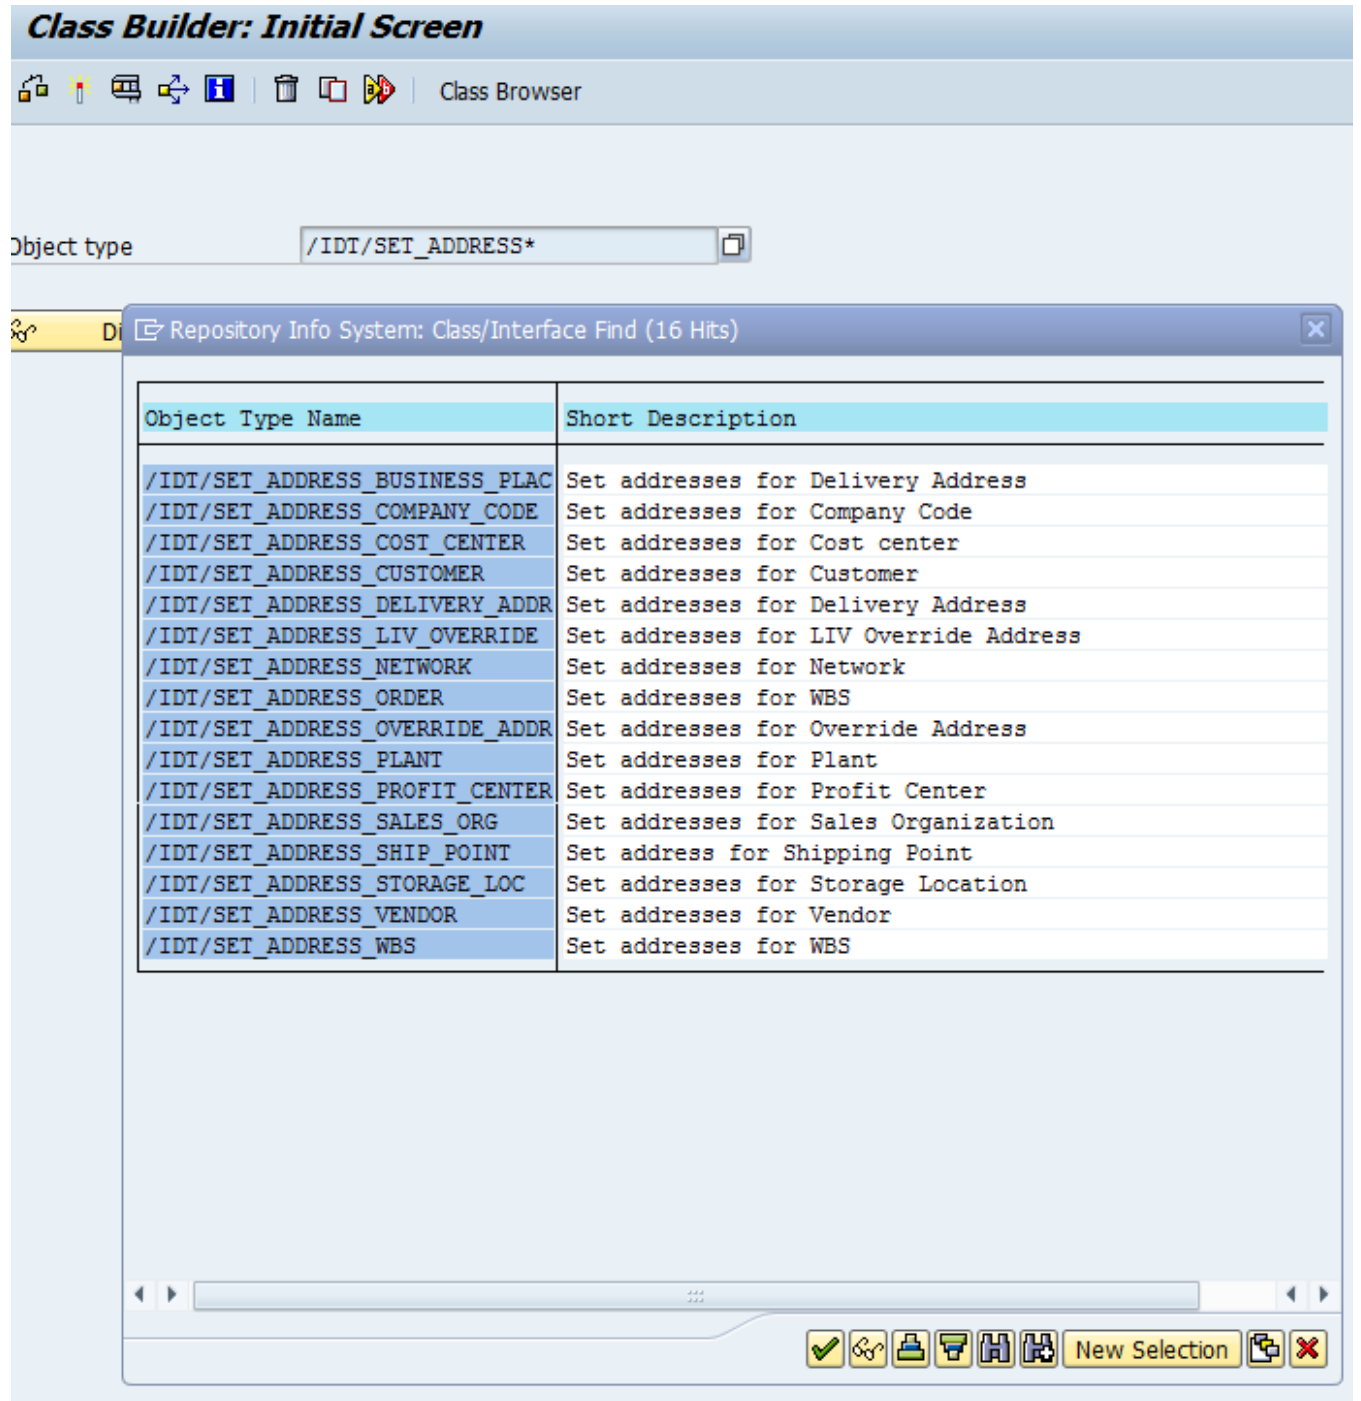 Class Builder: Initial Screen
Class Browser
Object type /IDT/SET_ADDRESS*
Di
Repository Info System: Class/Interface Find (16 Hits)
Object Type Name Short Description
/IDT/SET_ADDRESS_BUSINESS_PLAC Set addresses for Delivery Address
/IDT/SET_ADDRESS_COMPANY_CODE Set addresses for Company Code
/IDT/SET_ADDRESS_COST_CENTER Set addresses for Cost center
/IDT/SET_ADDRESS_CUSTOMER Set addresses for Customer
/IDT/SET_ADDRESS_DELIVERY_ADDR Set addresses for Delivery Address
/IDT/SET_ADDRESS_LIV_OVERRIDE Set addresses for LIV Override Address
/IDT/SET_ADDRESS_NETWORK Set addresses for Network
/IDT/SET_ADDRESS_ORDER Set addresses for WBS
/IDT/SET_ADDRESS_OVERRIDE_ADDR Set addresses for Override Address
/IDT/SET_ADDRESS_PLANT Set addresses for Plant
/IDT/SET_ADDRESS_PROFIT_CENTER Set addresses for Profit Center
/IDT/SET_ADDRESS_SALES_ORG Set addresses for Sales Organization
/IDT/SET_ADDRESS_SHIP_POINT Set address for Shipping Point
/IDT/SET_ADDRESS_STORAGE_LOC Set addresses for Storage Location
/IDT/SET_ADDRESS_VENDOR Set addresses for Vendor
/IDT/SET_ADDRESS_WBS Set addresses for WBS
New Selection